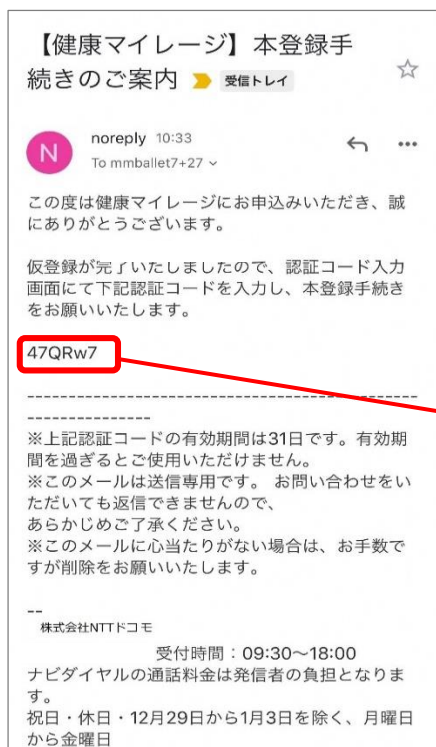 【健康マイレージ】本登録手
続きのご案内 受信トレイ
N
noreply 10:33
To mmballet7+27
この度は健康マイレージにお申込みいただき、誠
にありがとうございます。
仮登録が完了いたしましたので、認証コード入力
画面にて下記認証コードを入力し、本登録手続き
をお願いいたします。
47QRw7
--------------------------------------------------
---------------
※上記認証コードの有効期間は31日です。有効期
間を過ぎるとご使用いただけません。
※このメールは送信専用です。 お問い合わせをい
ただいても返信できませんので、
あらかじめご了承ください。
※このメールに心当たりがない場合は、お手数で
すが削除をお願いいたします。
--
株式会社NTTドコモ
受付時間：09:30〜18:00
ナビダイヤルの通話料金は発信者の負担となりま
す。
祝日・休日・12月29日から1月3日を除く、月曜日
から金曜日